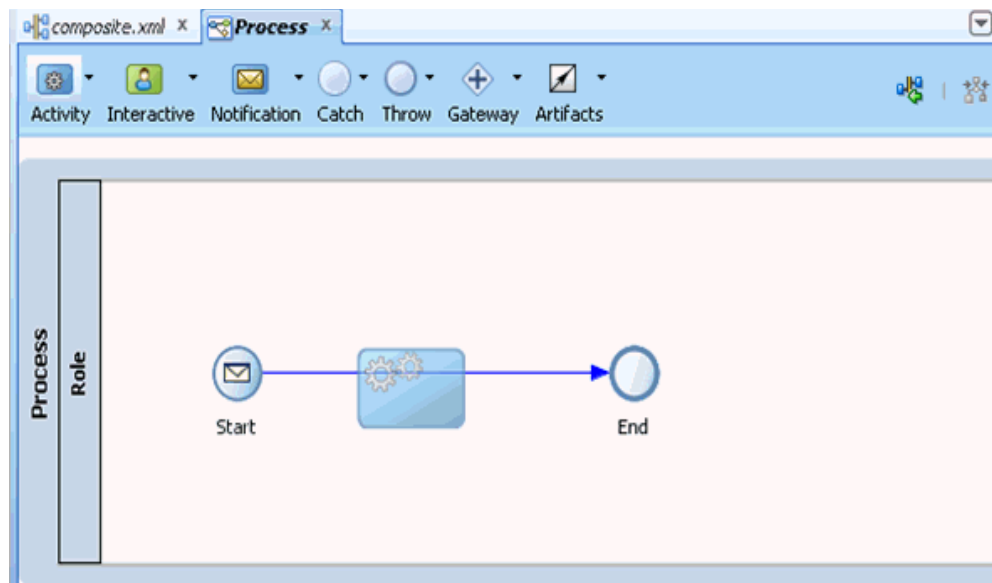 composite.xml x Process x
Activity Interactive Notification Catch Throw Gateway Artifacts
Process
Role
Start
End